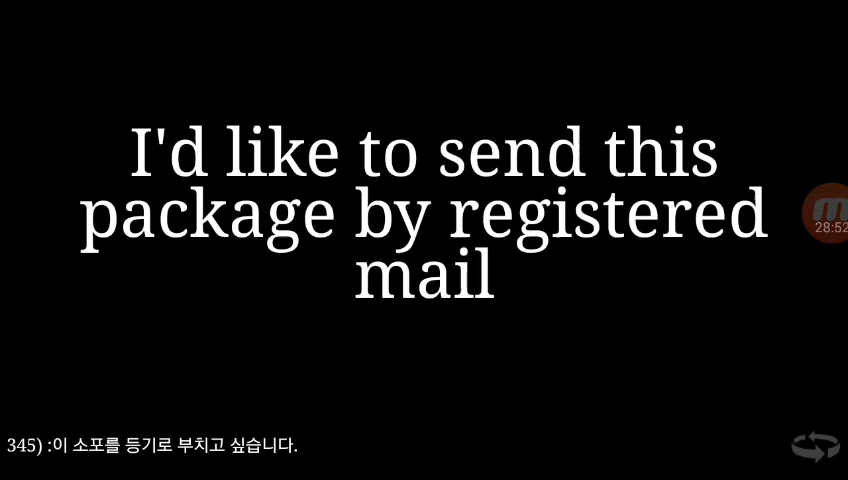 I'd like to send this
package by registered
mail
28:52
345) :이 소포를 등기로 부치고 싶습니다.